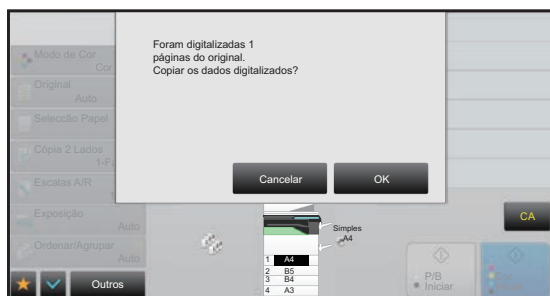 Foram digitalizadas 1
páginas do original.
Copiar os dados digitalizados?
Cancelar
OK
Modo de Cor
Cor
Original
Auto
Selecção Papel
Cópia 2 Lados
Escalas A/R
Exposição
Auto
Ordenar/Agrupar
Auto
Outros
Simples
A4
1 A4
2 B5
3 B4
4 A3
CA
P/B
Iniciar